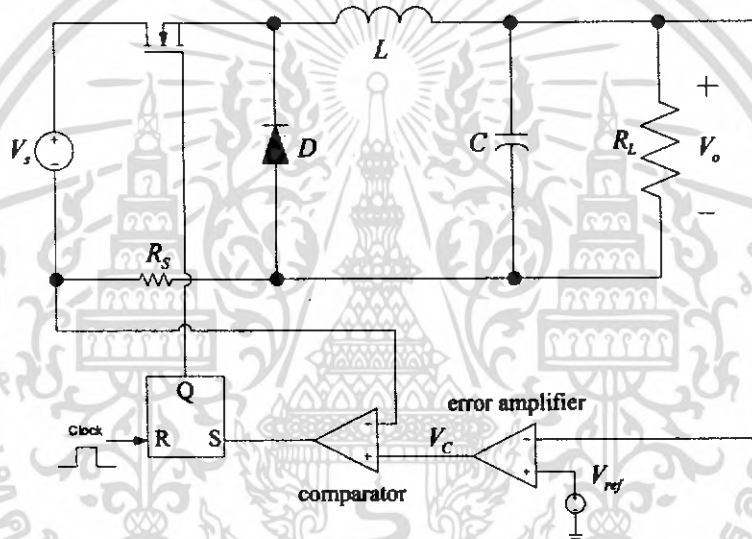 L
V_s
+
-
D
C
R_L
+
V_o
−
R_S
Q
Clock
R S
-
+
V_C
error amplifier
-
+
V_ref
comparator